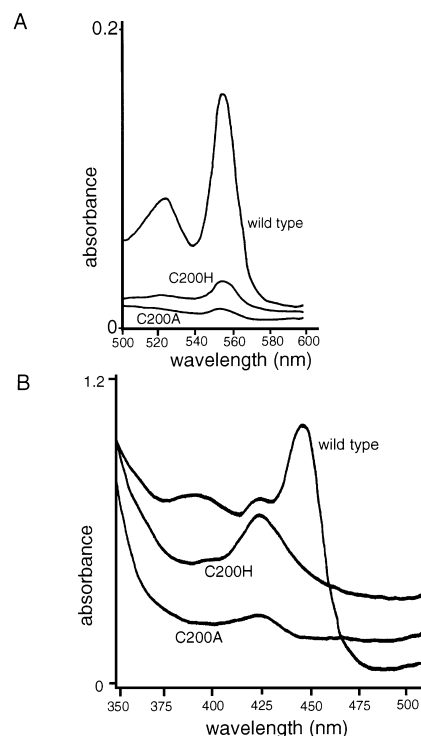 A
0.2
absorbance
wild type
C200H
C200A
0
500 520 540 560 580 600
wavelength (nm)
B
1.2
absorbance
wild type
C200H
C200A
0
350 375 400 425 450 475 500
wavelength (nm)